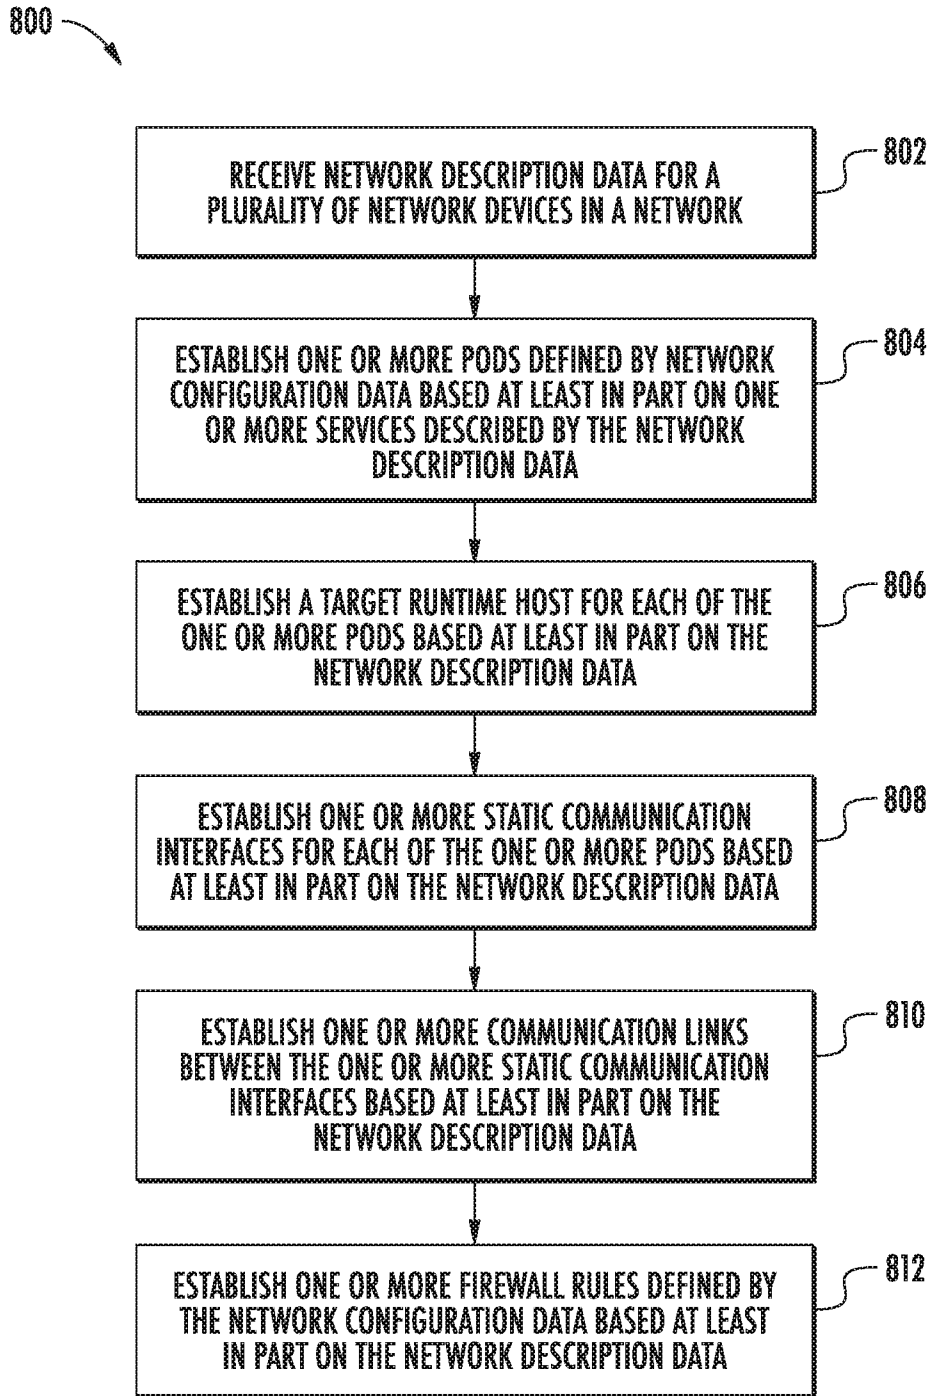 800
RECEIVE NETWORK DESCRIPTION DATA FOR A
PLURALITY OF NETWORK DEVICES IN A NETWORK
802
ESTABLISH ONE OR MORE PODS DEFINED BY NETWORK
CONFIGURATION DATA BASED AT LEAST IN PART ON ONE
OR MORE SERVICES DESCRIBED BY THE NETWORK
DESCRIPTION DATA
804
ESTABLISH A TARGET RUNTIME HOST FOR EACH OF THE
ONE OR MORE PODS BASED AT LEAST IN PART ON THE
NETWORK DESCRIPTION DATA
806
ESTABLISH ONE OR MORE STATIC COMMUNICATION
INTERFACES FOR EACH OF THE ONE OR MORE PODS BASED
AT LEAST IN PART ON THE NETWORK DESCRIPTION DATA
808
ESTABLISH ONE OR MORE COMMUNICATION LINKS
BETWEEN THE ONE OR MORE STATIC COMMUNICATION
INTERFACES BASED AT LEAST IN PART ON THE
NETWORK DESCRIPTION DATA
810
ESTABLISH ONE OR MORE FIREWALL RULES DEFINED BY
THE NETWORK CONFIGURATION DATA BASED AT LEAST
IN PART ON THE NETWORK DESCRIPTION DATA
812